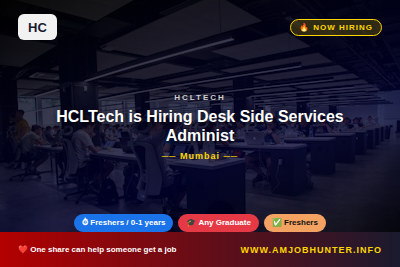 HC
🔥 NOW HIRING
HCLTECH
HCLTech is Hiring Desk Side Services
Administ
── Mumbai ──
⏱ Freshers / 0-1 years
🎓 Any Graduate
✅ Freshers
❤️ One share can help someone get a job
WWW.AMJOBHUNTER.INFO